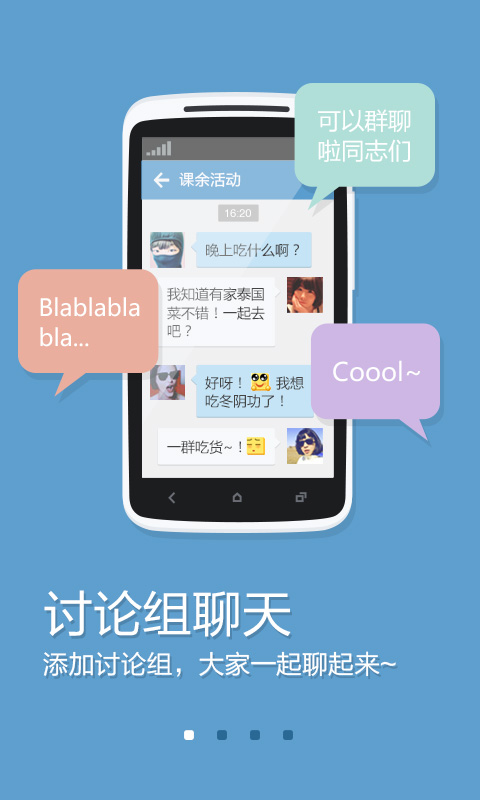 可以群聊
啦同志们
课余活动
16:20
晚上吃什么啊？
Blablabla
bla...
我知道有家泰国
菜不错！一起去
吧？
Coool~
好呀！我想
吃冬阴功了！
一群吃货~！
讨论组聊天
添加讨论组，大家一起聊起来~